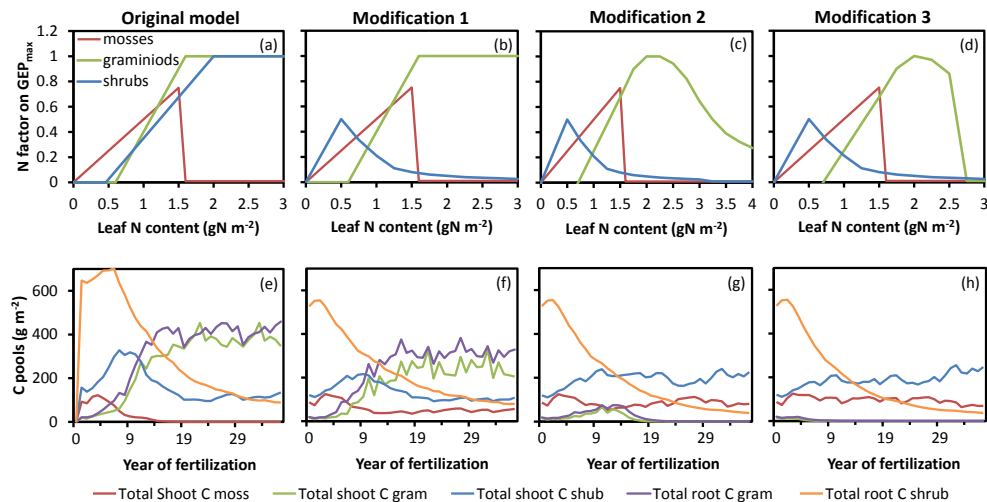 Original model
Modification 1
Modification 2
Modification 3
N factor on GEPmax
1.2
1
0.8
0.6
0.4
0.2
0
mosses
graminiods
shrubs
(a)
(b)
(c)
(d)
0 0.5 1 1.5 2 2.5 3
0 0.5 1 1.5 2 2.5 3
0 0.5 1 1.5 2 2.5 3 3.5 4
0 0.5 1 1.5 2 2.5 3
Leaf N content (gN m-2)
Leaf N content (gN m-2)
Leaf N content (gN m-2)
Leaf N content (gN m-2)
C pools (g m-2)
600
400
200
0
(e)
(f)
(g)
(h)
0 9 19 29
0 9 19 29
0 9 19 29
0 9 19 29
Year of fertilization
Year of fertilization
Year of fertilization
Year of fertilization
Total Shoot C moss
Total shoot C gram
Total shoot C shub
Total root C gram
Total root C shrub